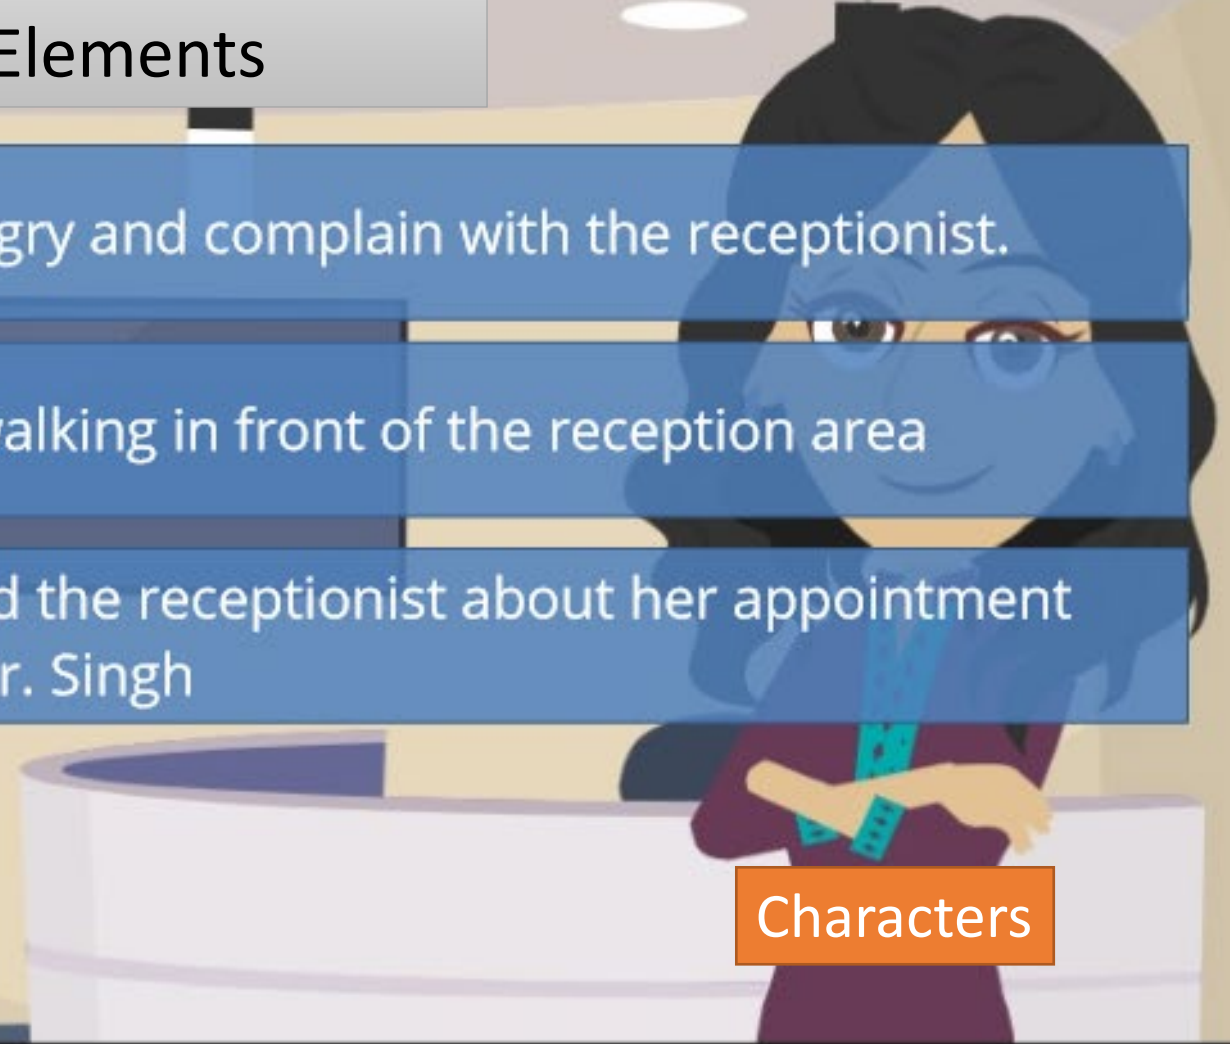 Elements
gry and complain with the receptionist.
alking in front of the reception area
d the receptionist about her appointment
r. Singh
Characters